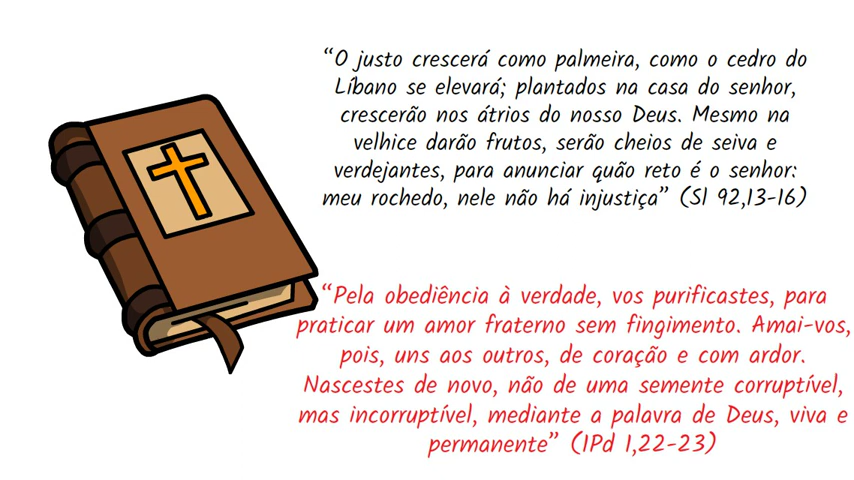 “O justo crescerá como palmeira, como o cedro do
Líbano se elevará; plantados na casa do senhor,
crescerão nos átrios do nosso Deus. Mesmo na
velhice darão frutos, serão cheios de seiva e
verdejantes, para anunciar quão reto é o senhor:
meu rochedo, nele não há injustiça” (Sl 92,13-16)
“Pela obediência à verdade, vos purificastes, para
praticar um amor fraterno sem fingimento. Amai-vos,
pois, uns aos outros, de coração e com ardor.
Nascestes de novo, não de uma semente corruptível,
mas incorruptível, mediante a palavra de Deus, viva e
permanente” (IPd 1,22-23)